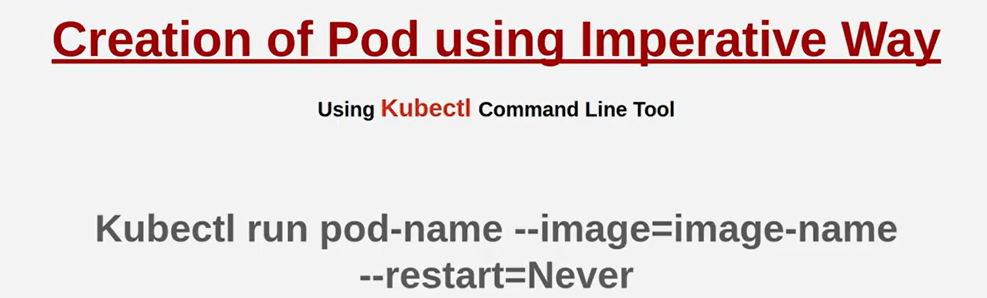 Creation of Pod using Imperative Way
Using Kubectl Command Line Tool
Kubectl run pod-name --image=image-name
--restart=Never